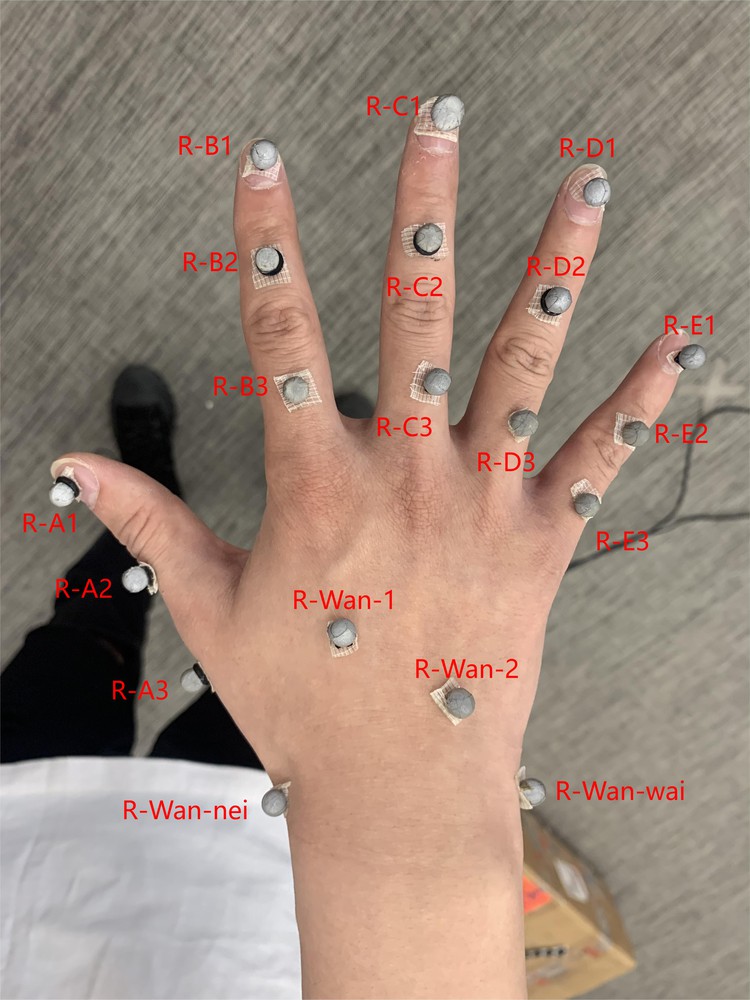 R-C1
R-B1
R-D1
R-B2
R-D2
R-C2
R-E1
R-B3
R-C3
R-E2
R-D3
R-A1
R-E3
R-A2
R-Wan-1
R-Wan-2
R-A3
R-Wan-wai
R-Wan-nei